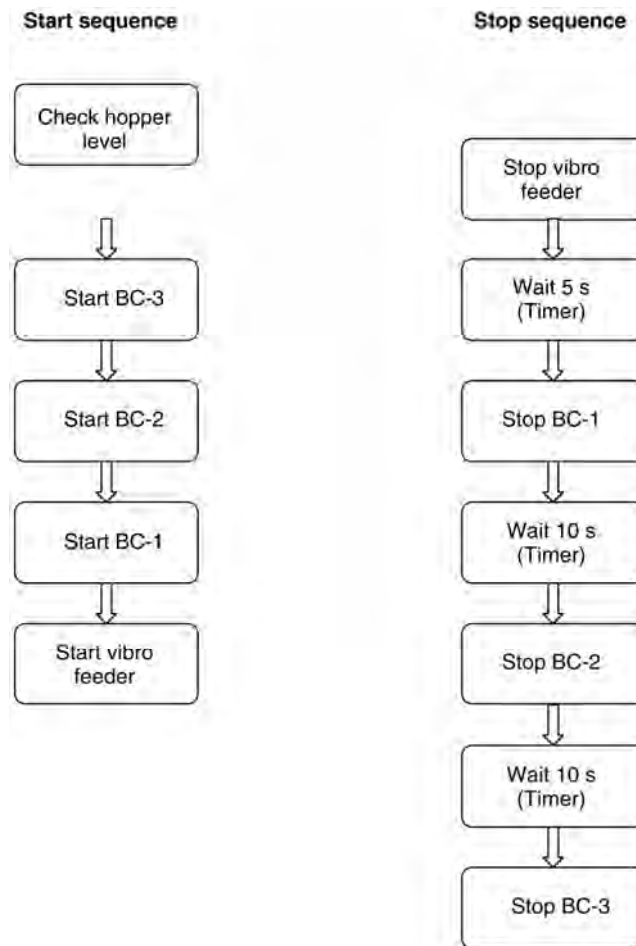 Start sequence
Check hopper
level
Start BC-3
Start BC-2
Start BC-1
Start vibro
feeder
Stop sequence
Stop vibro
feeder
Wait 5 s
(Timer)
Stop BC-1
Wait 10 s
(Timer)
Stop BC-2
Wait 10 s
(Timer)
Stop BC-3